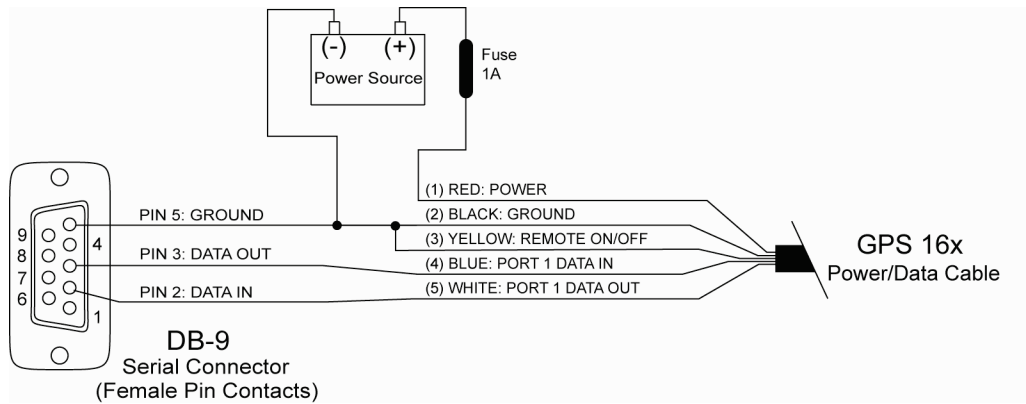 (-)
(+)
Power Source
Fuse
1A
(1) RED: POWER
PIN 5: GROUND
(2) BLACK: GROUND
(3) YELLOW: REMOTE ON/OFF
PIN 3: DATA OUT
(4) BLUE: PORT 1 DATA IN
PIN 2: DATA IN
(5) WHITE: PORT 1 DATA OUT
9
8
7
6
4
1
GPS 16x
Power/Data Cable
DB-9
Serial Connector
(Female Pin Contacts)